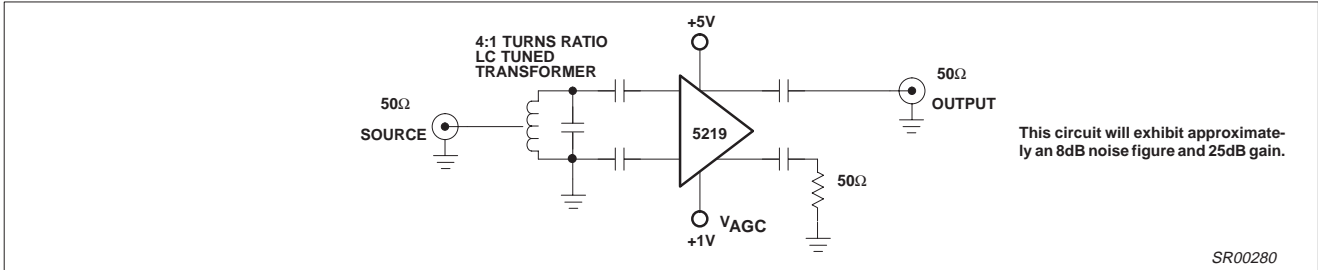 +5V
4:1 TURNS RATIO
LC TUNED
TRANSFORMER
50Ω
SOURCE
5219
50Ω
OUTPUT
This circuit will exhibit approximate-
ly an 8dB noise figure and 25dB gain.
50Ω
VAGC
+1V
SR00280